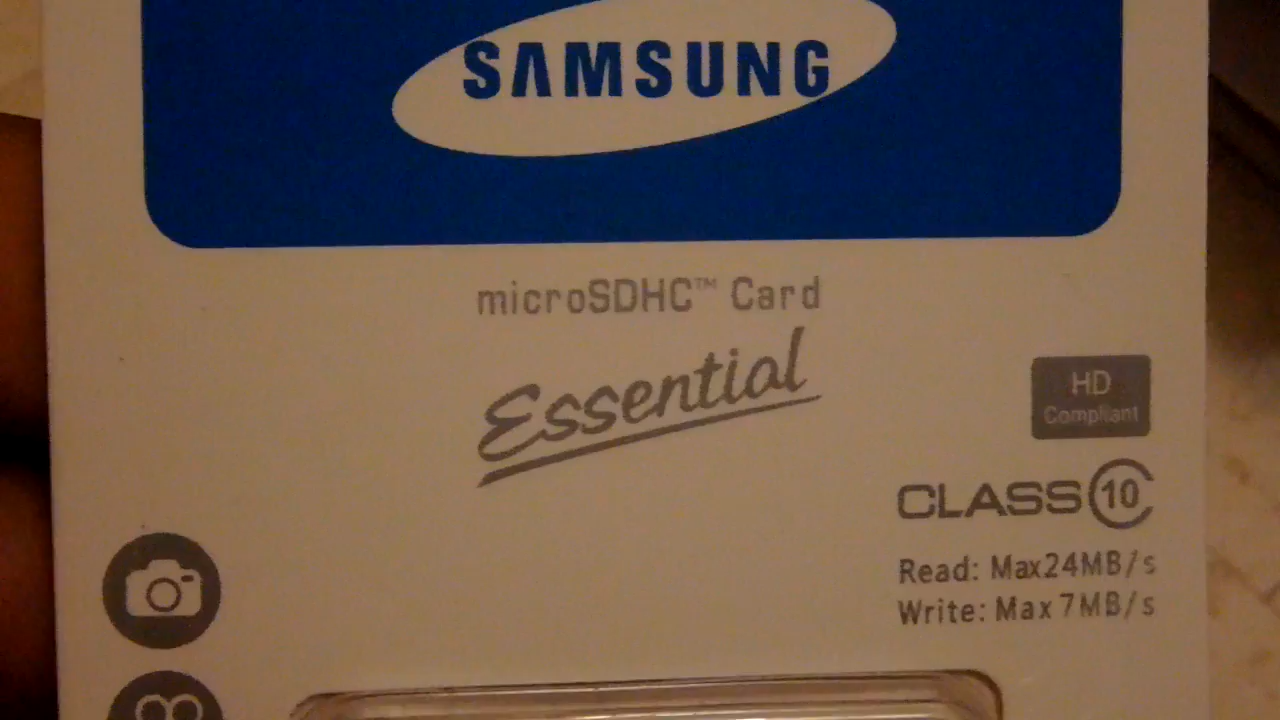 SAMSUNG
microSDHC™ Card
Essential
HD
Compliant
CLASS 10
Read: Max24MB/s
Write: Max 7MB/s